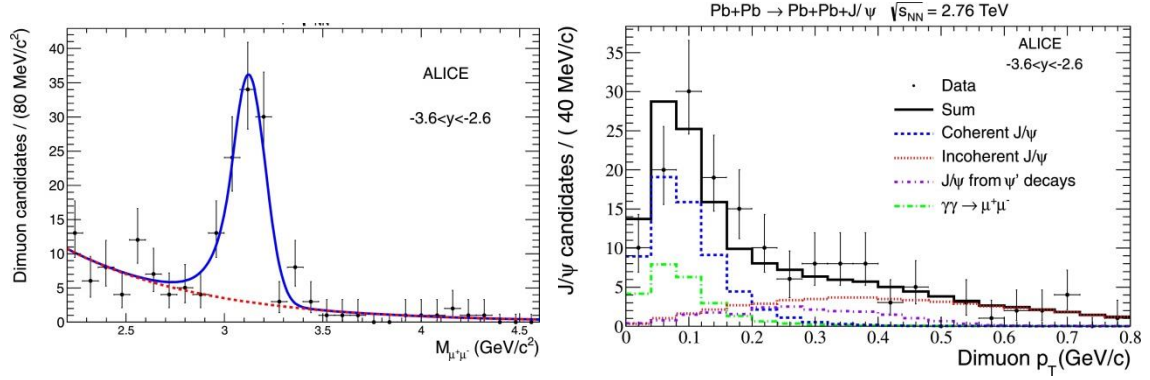 Dimuon candidates / (80 MeV/c²)
40
35
30
25
20
15
10
5
0
ALICE
-3.6<y<-2.6
2.5
3
3.5
4
4.5
M_μ⁺μ⁻ (GeV/c²)
Pb+Pb → Pb+Pb+J/ψ √s_NN = 2.76 TeV
J/ψ candidates / ( 40 MeV/c)
35
30
25
20
15
10
5
0
ALICE
-3.6<y<-2.6
Data
Sum
Coherent J/ψ
Incoherent J/ψ
J/ψ from ψ' decays
γγ → μ⁺μ⁻
0
0.1
0.2
0.3
0.4
0.5
0.6
0.7
0.8
Dimuon p_T (GeV/c)